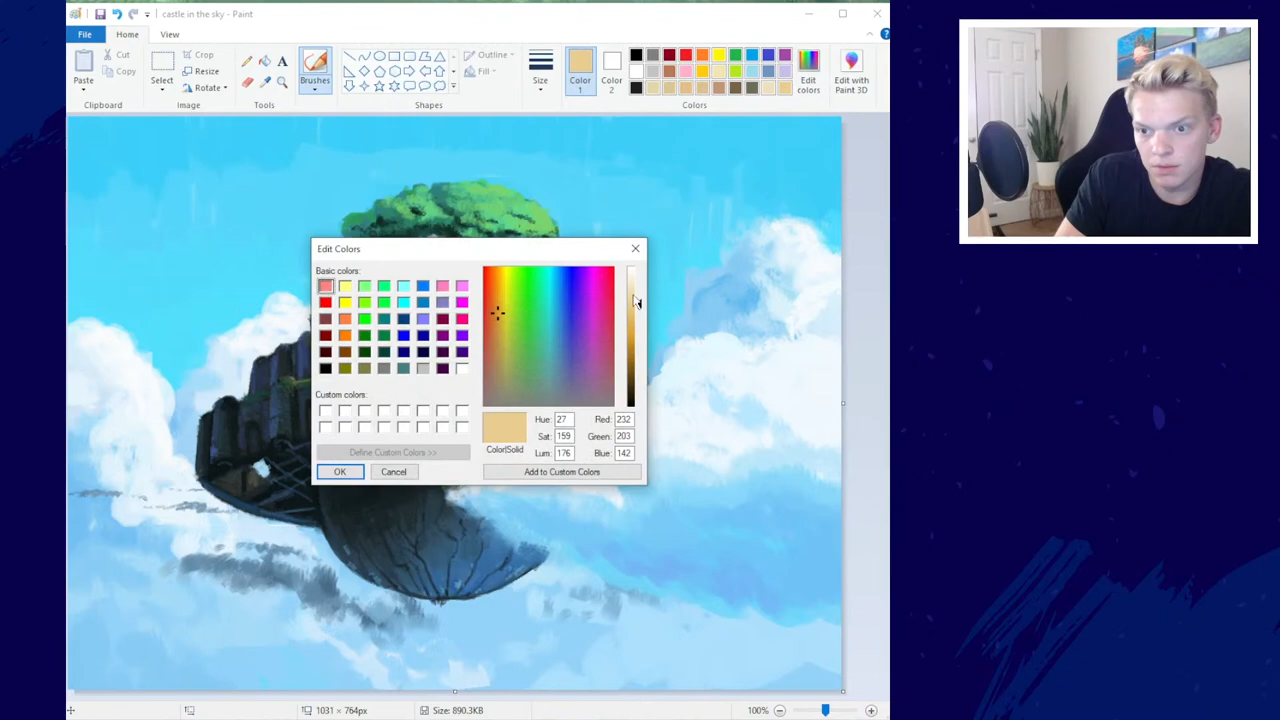 castle in the sky - Paint
File Home View
Paste
Cut
Copy
Clipboard
Select
Crop
Resize
Rotate
Image
Tools
Brushes
Outline
Fill
Shapes
Size
Color
1
Color
2
Edit
colors
Colors
Edit with
Paint 3D
Edit Colors
Basic colors:
Custom colors:
Define Custom Colors >>
OK Cancel
Color|Solid
Hue: 27 Red: 232
Sat: 159 Green: 203
Lum: 176 Blue: 142
Add to Custom Colors
1031 × 764px Size: 890.3KB 100%